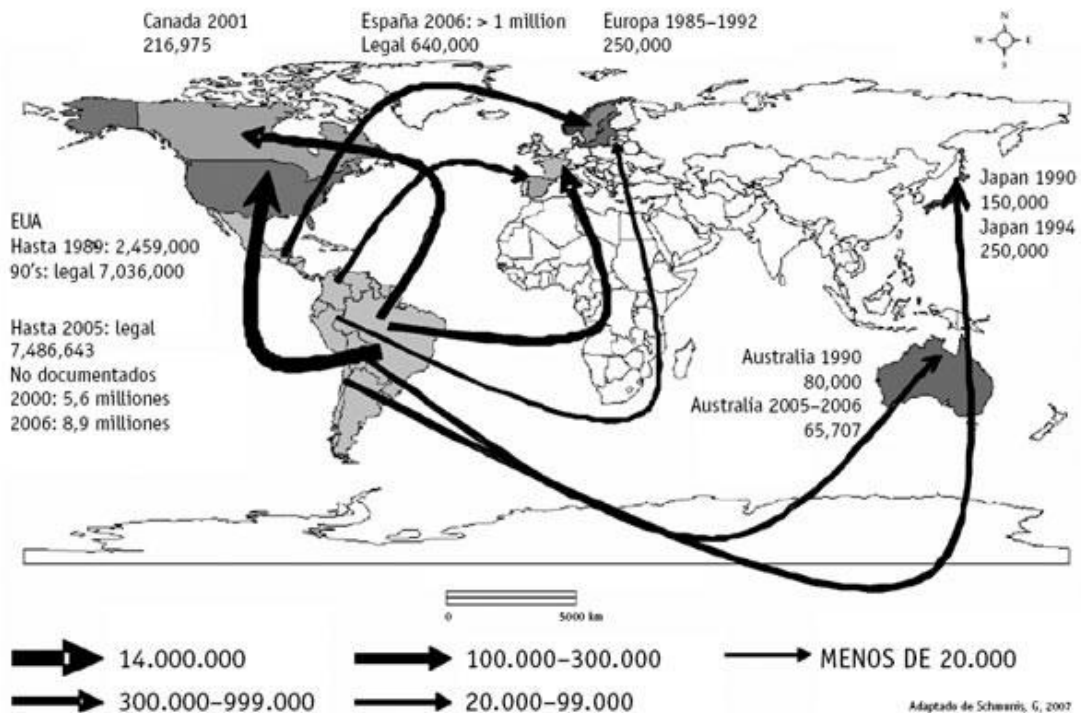 Canada 2001
216,975
España 2006: > 1 million
Legal 640,000
Europa 1985–1992
250,000
N
W E
S
EUA
Hasta 1989: 2,459,000
90's: legal 7,036,000
Hasta 2005: legal
7,486,643
No documentados
2000: 5,6 milliones
2006: 8,9 milliones
Japan 1990
150,000
Japan 1994
250,000
Australia 1990
80,000
Australia 2005–2006
65,707
0 5000 km
14.000.000
100.000–300.000
MENOS DE 20.000
300.000–999.000
20.000–99.000
Adaptado de Schmunis, G, 2007